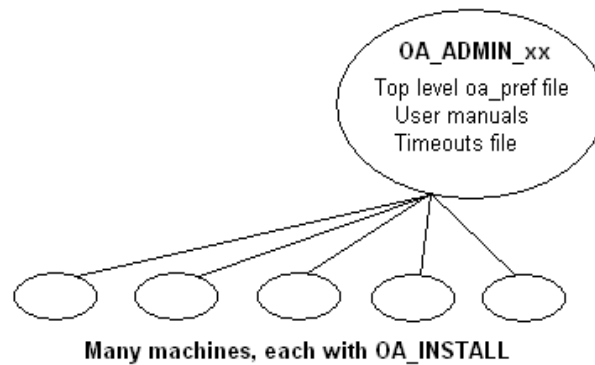 OA_ADMIN_xx
Top level oa_pref file
User manuals
Timeouts file
Many machines, each with OA_INSTALL